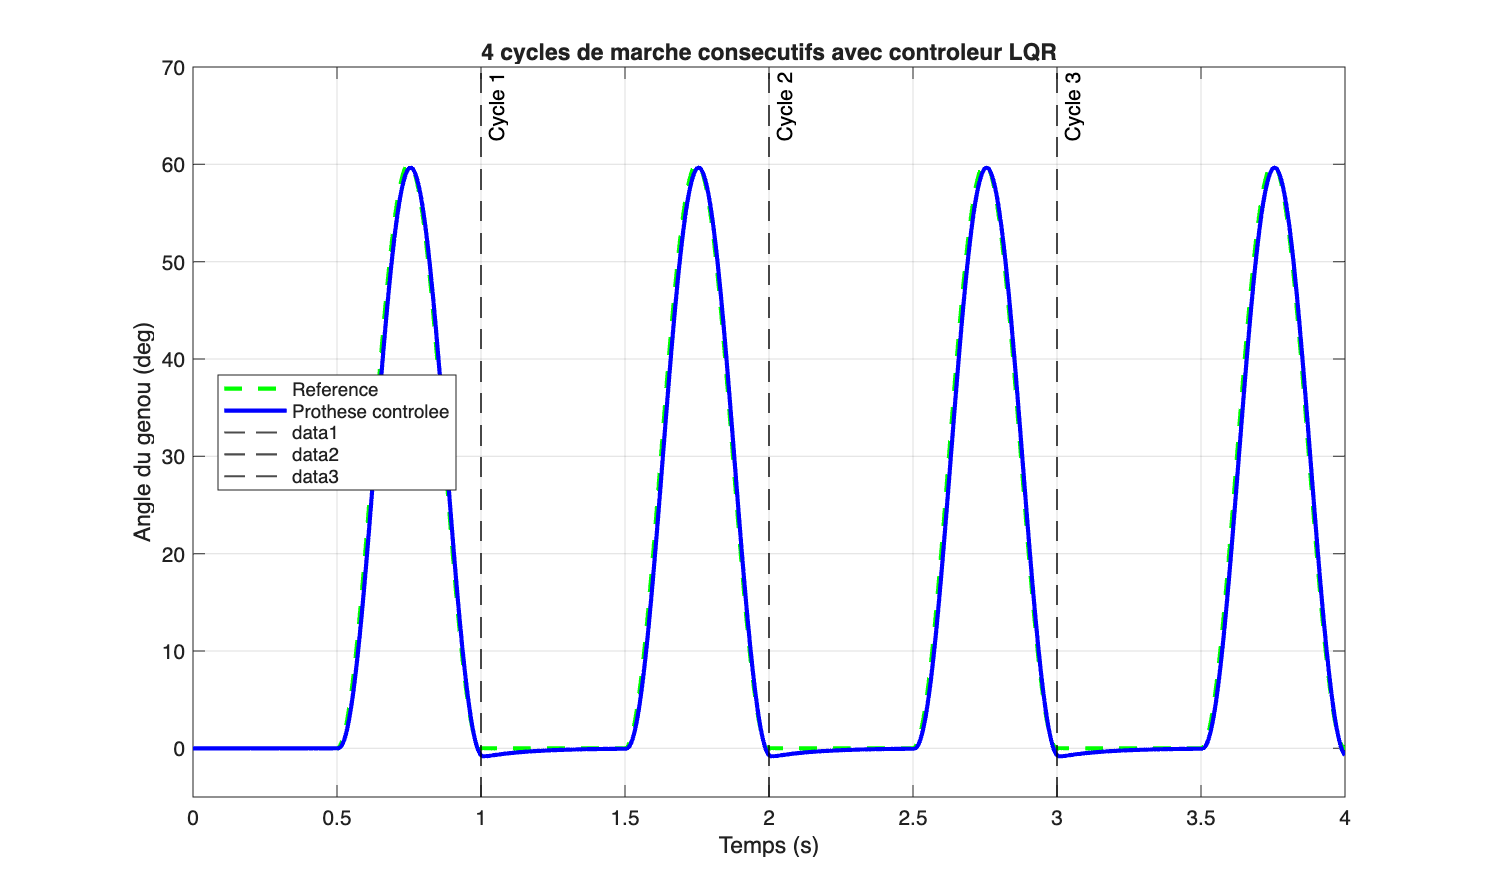 4 cycles de marche consecutifs avec controleur LQR
70
60
50
40
30
20
10
0
Angle du genou (deg)
Cycle 1
Cycle 2
Cycle 3
Reference
Prothese controlee
data1
data2
data3
0
0.5
1
1.5
2
2.5
3
3.5
4
Temps (s)